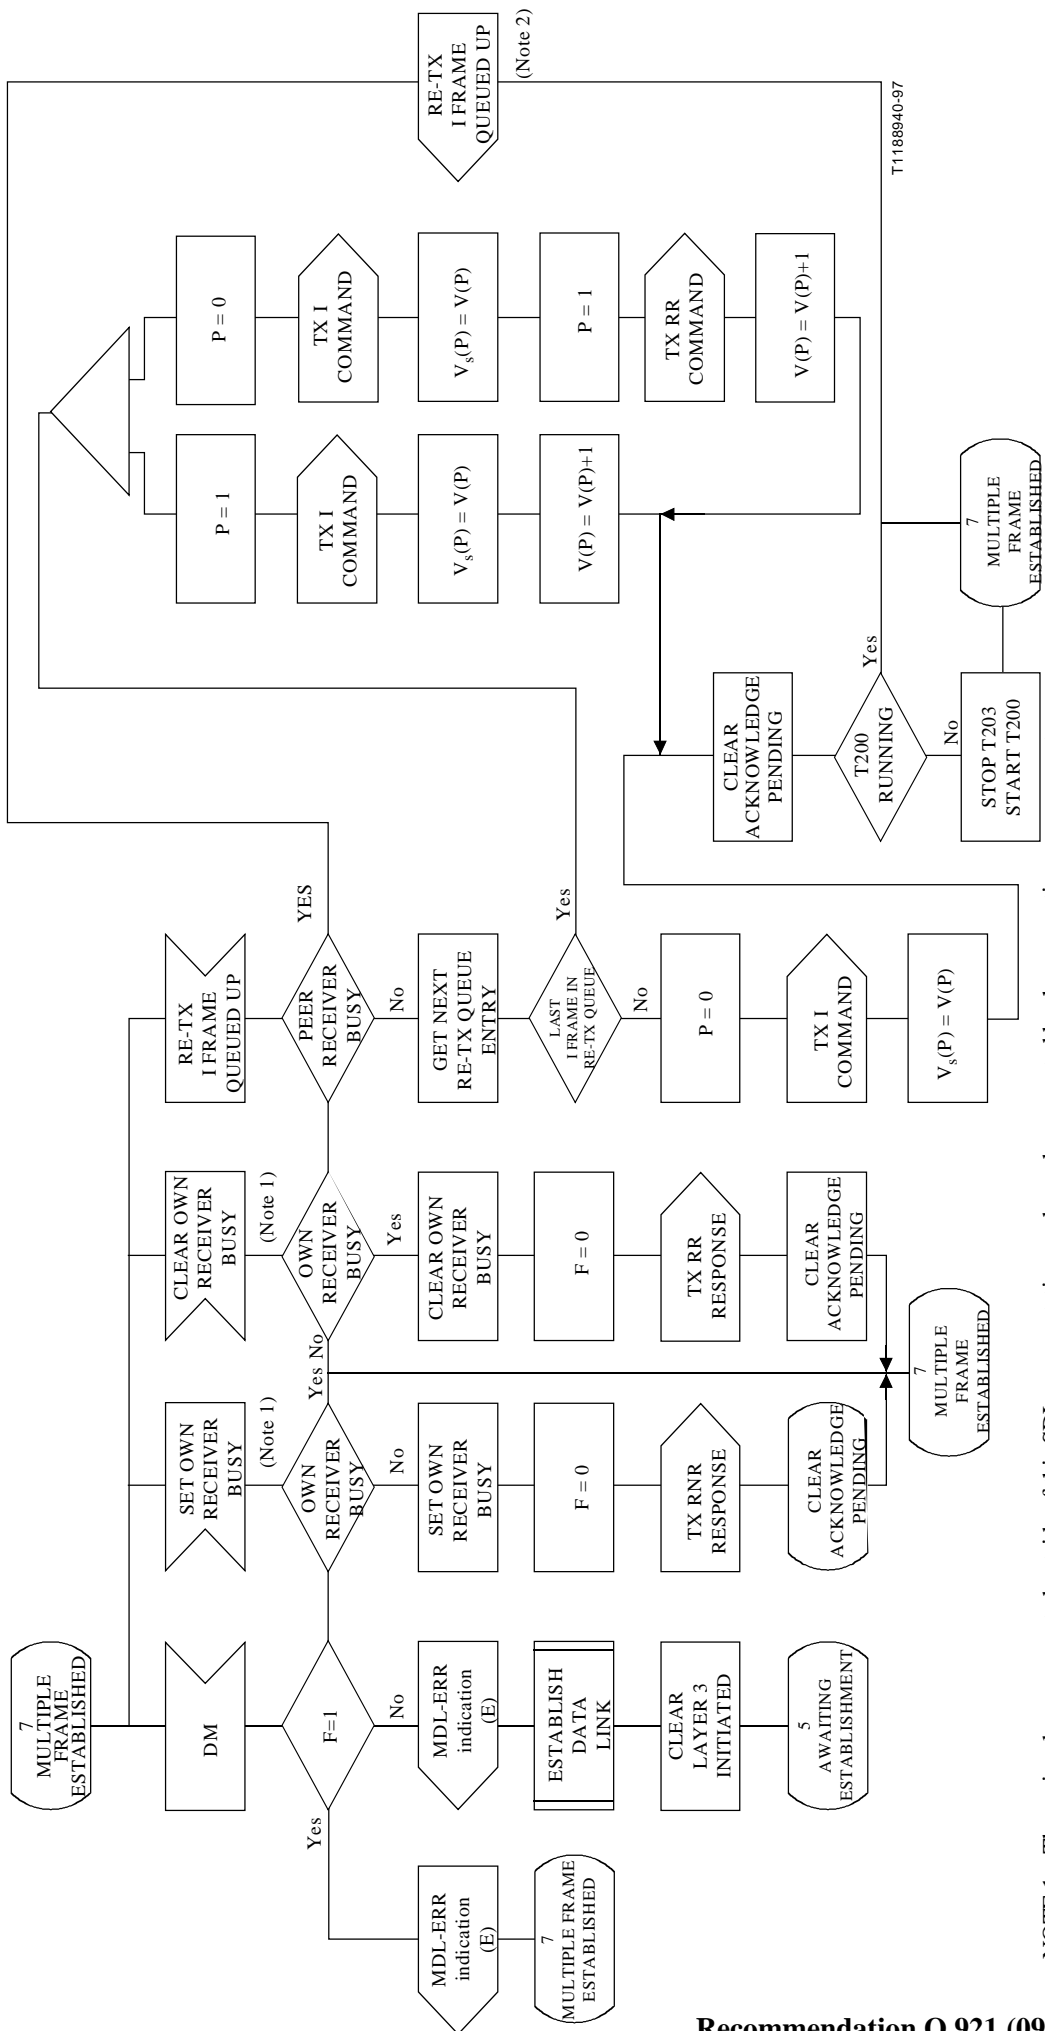 7
MULTIPLE
FRAME
ESTABLISHED
DM
F=1
Yes
No
MDL-ERR
indication
(E)
7
MULTIPLE FRAME
ESTABLISHED
MDL-ERR
indication
(E)
ESTABLISH
DATA
LINK
CLEAR
LAYER 3
INITIATED
5
AWAITING
ESTABLISHMENT
SET OWN
RECEIVER
BUSY
(Note 1)
OWN
RECEIVER
BUSY
Yes
No
SET OWN
RECEIVER
BUSY
F = 0
TX RNR
RESPONSE
CLEAR
ACKNOWLEDGE
PENDING
CLEAR OWN
RECEIVER
BUSY
(Note 1)
OWN
RECEIVER
BUSY
No
Yes
CLEAR OWN
RECEIVER
BUSY
F = 0
TX RR
RESPONSE
CLEAR
ACKNOWLEDGE
PENDING
7
MULTIPLE
FRAME
ESTABLISHED
RE-TX
I FRAME
QUEUED UP
PEER
RECEIVER
BUSY
YES
No
GET NEXT
RE-TX QUEUE
ENTRY
LAST
I FRAME IN
RE-TX QUEUE
Yes
No
P = 0
TX I
COMMAND
Vs(P) = V(P)
CLEAR
ACKNOWLEDGE
PENDING
T200
RUNNING
Yes
No
STOP T203
START T200
7
MULTIPLE
FRAME
ESTABLISHED
P = 1
TX I
COMMAND
Vs(P) = V(P)
V(P) = V(P)+1
P = 0
TX I
COMMAND
Vs(P) = V(P)
P = 1
TX RR
COMMAND
V(P) = V(P)+1
RE-TX
I FRAME
QUEUED UP
(Note 2)
T1188940-97
Recommendation Q.921 (09